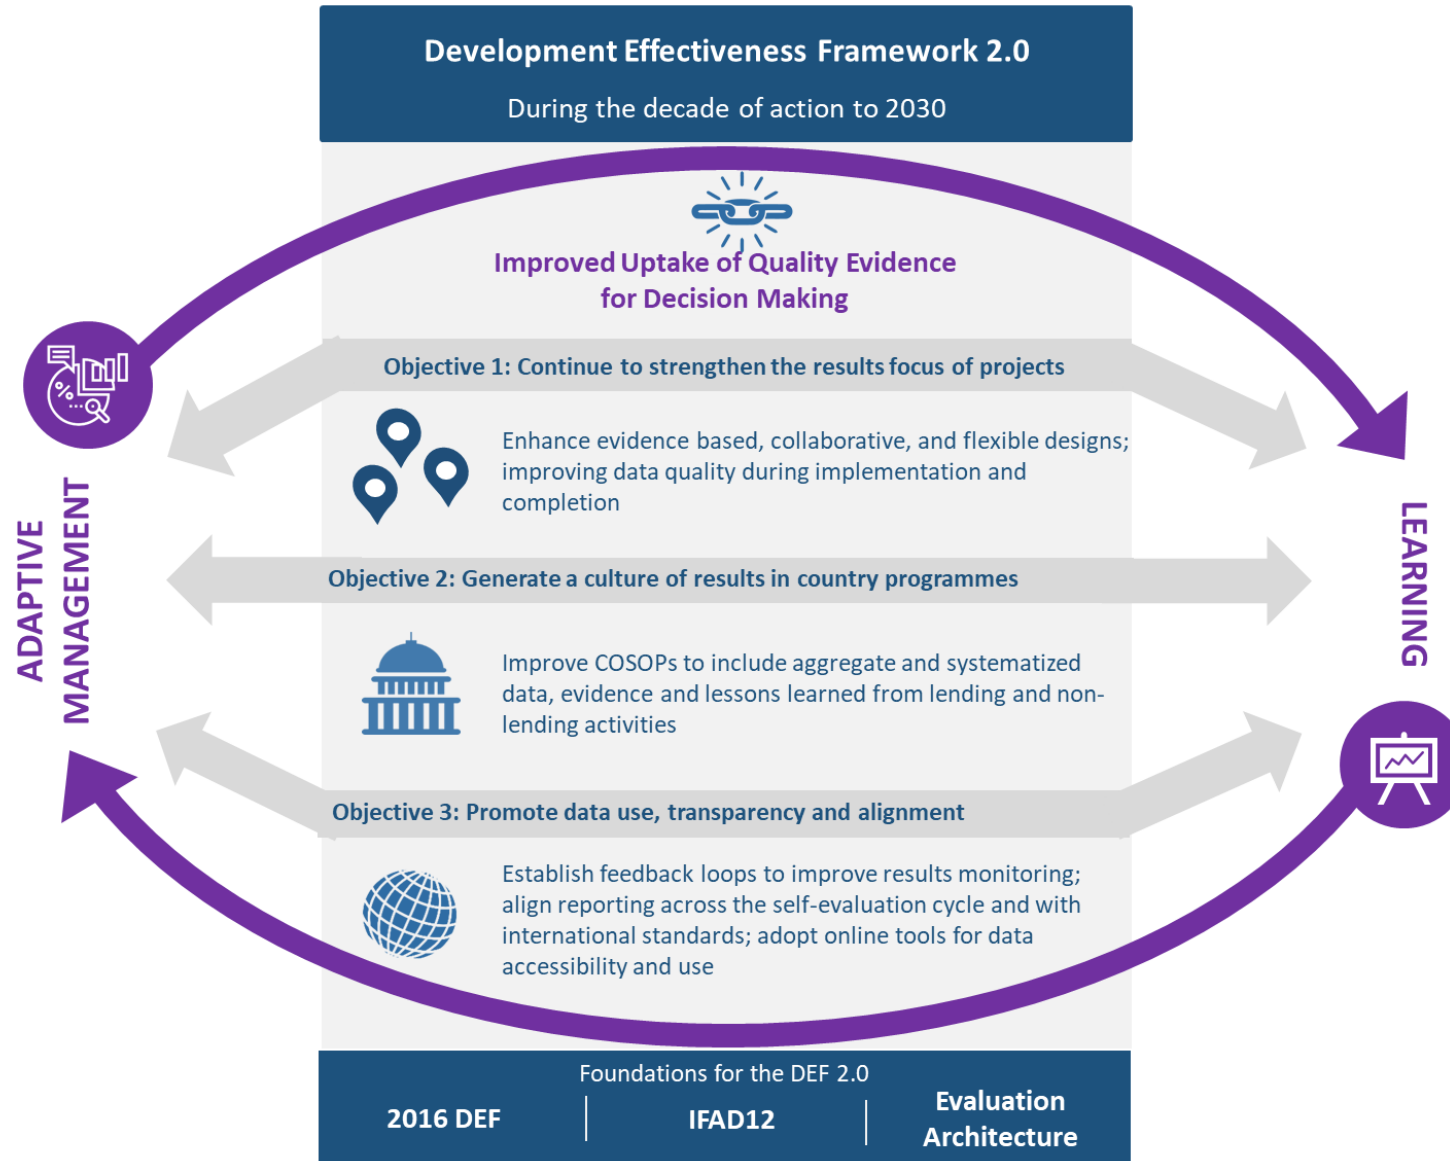 Development Effectiveness Framework 2.0
During the decade of action to 2030
Improved Uptake of Quality Evidence
for Decision Making
Objective 1: Continue to strengthen the results focus of projects
Enhance evidence based, collaborative, and flexible designs;
improving data quality during implementation and
completion
ADAPTIVE
MANAGEMENT
LEARNING
Objective 2: Generate a culture of results in country programmes
Improve COSOPs to include aggregate and systematized
data, evidence and lessons learned from lending and non-
lending activities
Objective 3: Promote data use, transparency and alignment
Establish feedback loops to improve results monitoring;
align reporting across the self-evaluation cycle and with
international standards; adopt online tools for data
accessibility and use
Foundations for the DEF 2.0
2016 DEF
IFAD12
Evaluation
Architecture